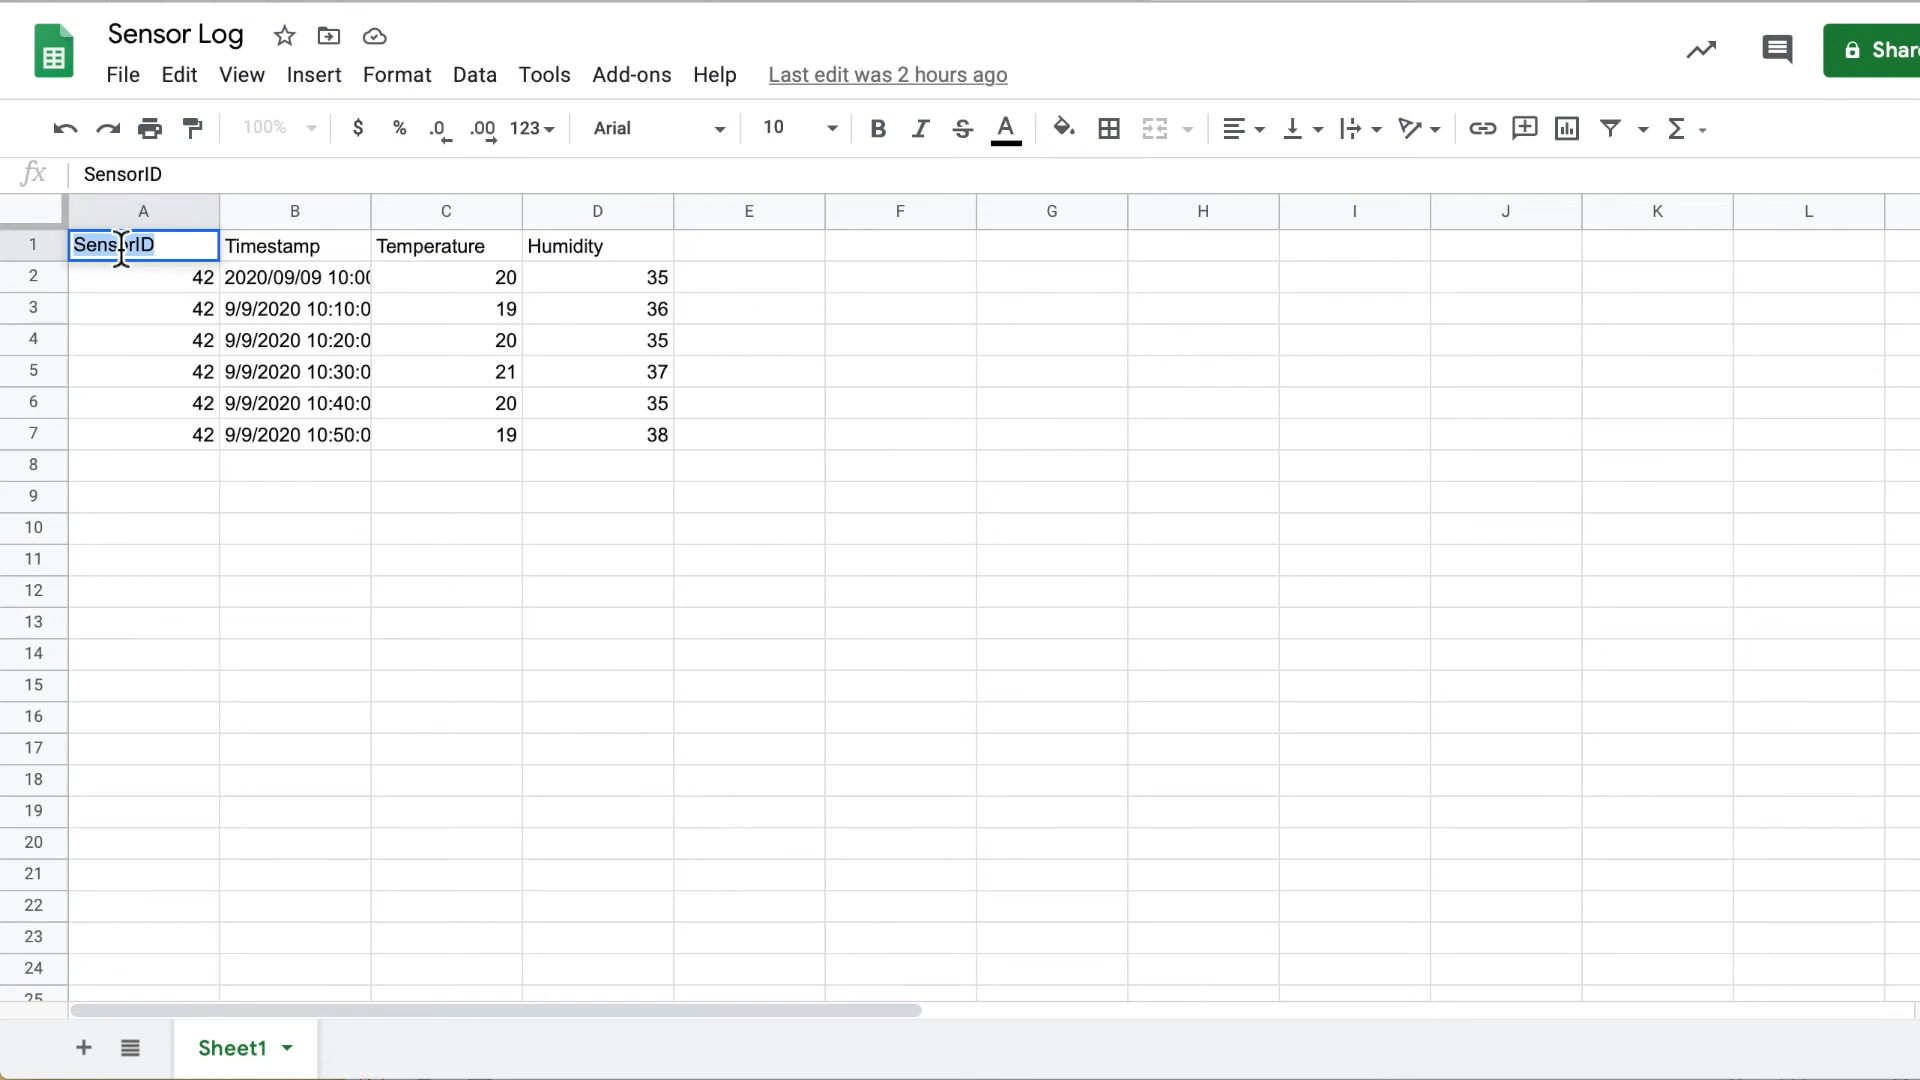 Sensor Log
File Edit View Insert Format Data Tools Add-ons Help Last edit was 2 hours ago
Shar
100% $ % .0 .00 123 Arial 10 B I S A Σ
fx SensorID
A B C D E F G H I J K L
1 SensorID Timestamp Temperature Humidity
2 42 2020/09/09 10:00 20 35
3 42 9/9/2020 10:10:0 19 36
4 42 9/9/2020 10:20:0 20 35
5 42 9/9/2020 10:30:0 21 37
6 42 9/9/2020 10:40:0 20 35
7 42 9/9/2020 10:50:0 19 38
8
9
10
11
12
13
14
15
16
17
18
19
20
21
22
23
24
25
+ Sheet1